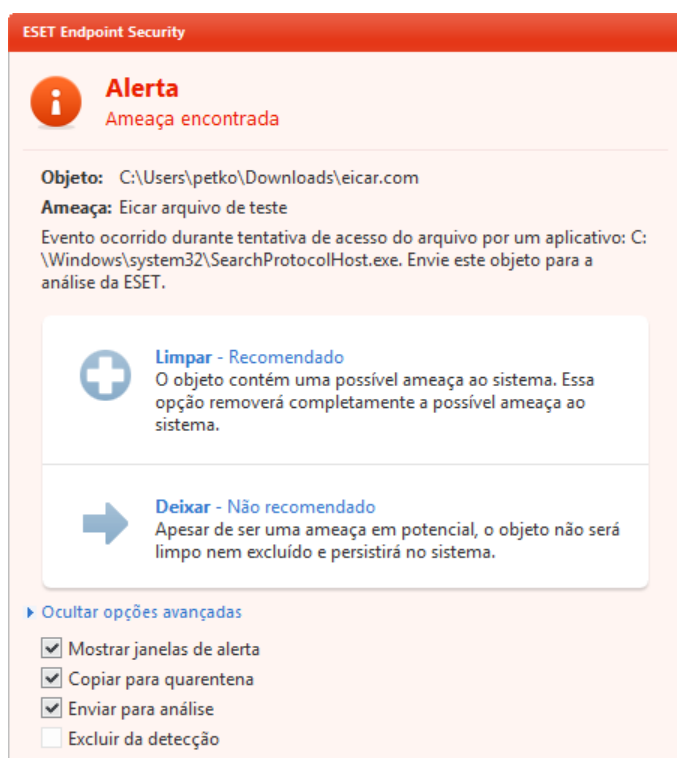 ESET Endpoint Security
Alerta
Ameaça encontrada
Objeto: C:\Users\petko\Downloads\eicar.com
Ameaça: Eicar arquivo de teste
Evento ocorrido durante tentativa de acesso do arquivo por um aplicativo: C:
\Windows\system32\SearchProtocolHost.exe. Envie este objeto para a
análise da ESET.
Limpar - Recomendado
O objeto contém uma possível ameaça ao sistema. Essa
opção removerá completamente a possível ameaça ao
sistema.
Deixar - Não recomendado
Apesar de ser uma ameaça em potencial, o objeto não será
limpo nem excluído e persistirá no sistema.
Ocultar opções avançadas
Mostrar janelas de alerta
Copiar para quarentena
Enviar para análise
Excluir da detecção